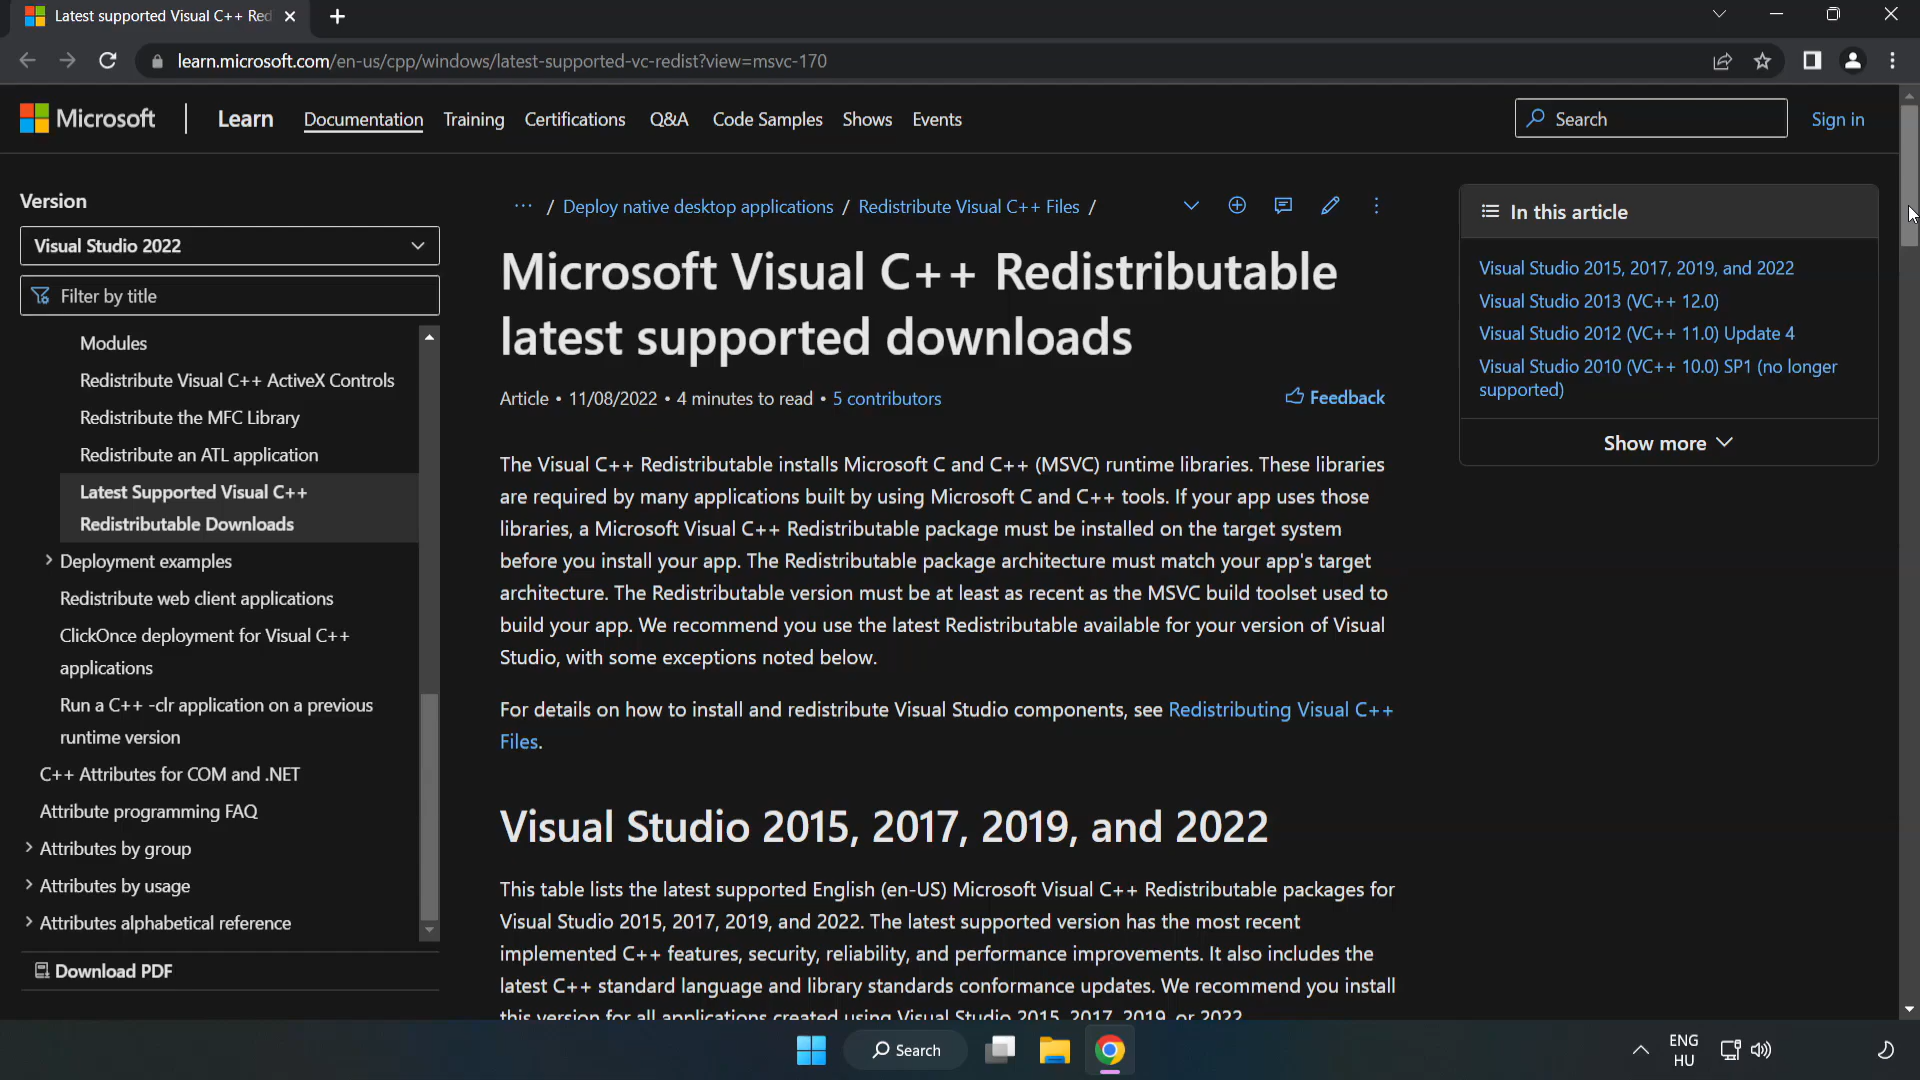 Latest supported Visual C++ Red
learn.microsoft.com/en-us/cpp/windows/latest-supported-vc-redist?view=msvc-170
Microsoft
Learn
Documentation
Training
Certifications
Q&A
Code Samples
Shows
Events
Search
Sign in
Version
Visual Studio 2022
Filter by title
Modules
Redistribute Visual C++ ActiveX Controls
Redistribute the MFC Library
Redistribute an ATL application
Latest Supported Visual C++
Redistributable Downloads
Deployment examples
Redistribute web client applications
ClickOnce deployment for Visual C++
applications
Run a C++ -clr application on a previous
runtime version
C++ Attributes for COM and .NET
Attribute programming FAQ
Attributes by group
Attributes by usage
Attributes alphabetical reference
Download PDF
··· / Deploy native desktop applications / Redistribute Visual C++ Files /
Microsoft Visual C++ Redistributable
latest supported downloads
Article • 11/08/2022 • 4 minutes to read • 5 contributors
Feedback
The Visual C++ Redistributable installs Microsoft C and C++ (MSVC) runtime libraries. These libraries
are required by many applications built by using Microsoft C and C++ tools. If your app uses those
libraries, a Microsoft Visual C++ Redistributable package must be installed on the target system
before you install your app. The Redistributable package architecture must match your app's target
architecture. The Redistributable version must be at least as recent as the MSVC build toolset used to
build your app. We recommend you use the latest Redistributable available for your version of Visual
Studio, with some exceptions noted below.
For details on how to install and redistribute Visual Studio components, see Redistributing Visual C++
Files.
Visual Studio 2015, 2017, 2019, and 2022
This table lists the latest supported English (en-US) Microsoft Visual C++ Redistributable packages for
Visual Studio 2015, 2017, 2019, and 2022. The latest supported version has the most recent
implemented C++ features, security, reliability, and performance improvements. It also includes the
latest C++ standard language and library standards conformance updates. We recommend you install
this version for all applications created using Visual Studio 2015, 2017, 2019, or 2022.
In this article
Visual Studio 2015, 2017, 2019, and 2022
Visual Studio 2013 (VC++ 12.0)
Visual Studio 2012 (VC++ 11.0) Update 4
Visual Studio 2010 (VC++ 10.0) SP1 (no longer
supported)
Show more
Search
ENG
HU